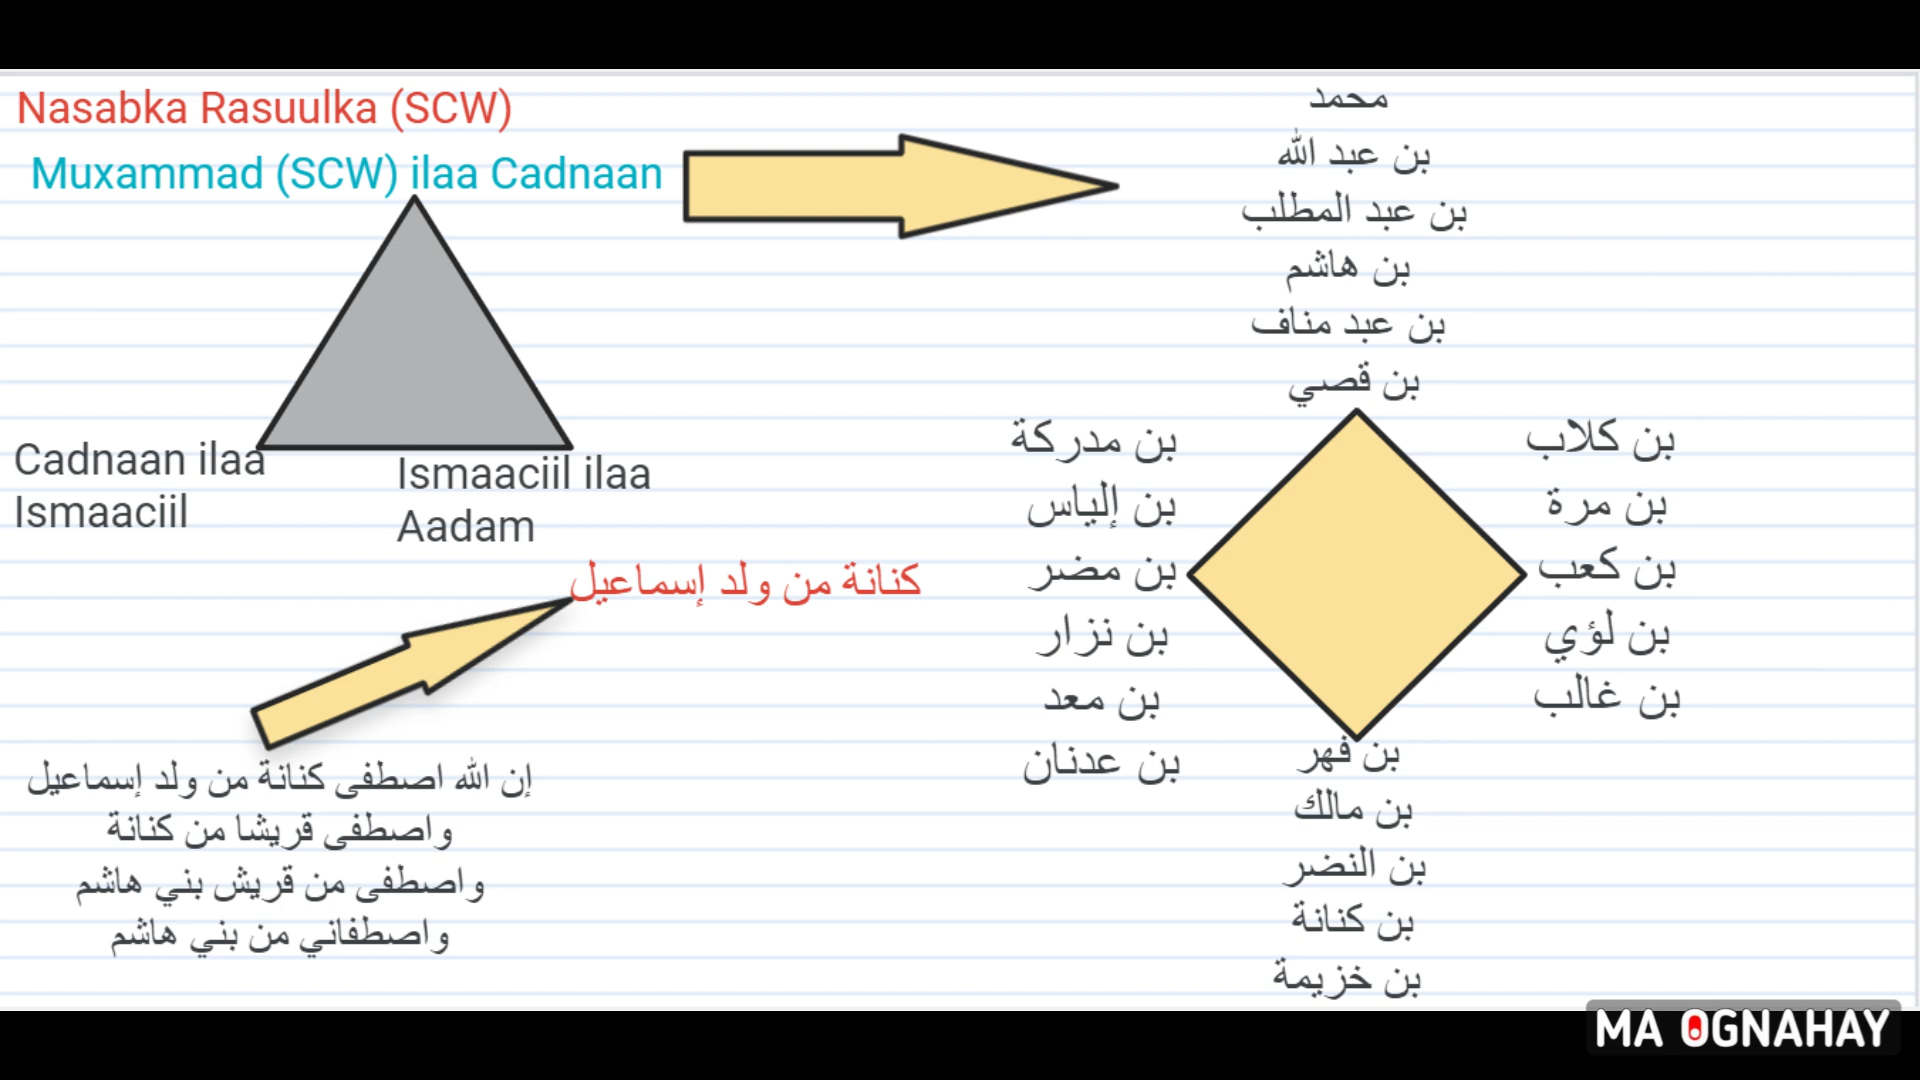 Nasabka Rasuulka (SCW)
Muxammad (SCW) ilaa Cadnaan
Cadnaan ilaa
Ismaaciil
Ismaaciil ilaa
Aadam
كنانة من ولد إسماعيل
إن الله اصطفى كنانة من ولد إسماعيل
واصطفى قريشا من كنانة
واصطفى من قريش بني هاشم
واصطفاني من بني هاشم
محمد
بن عبد الله
بن عبد المطلب
بن هاشم
بن عبد مناف
بن قصي
بن كلاب
بن مرة
بن كعب
بن لؤي
بن غالب
بن فهر
بن مالك
بن النضر
بن كنانة
بن خزيمة
بن مدركة
بن إلياس
بن مضر
بن نزار
بن معد
بن عدنان
MA OGNAHAY